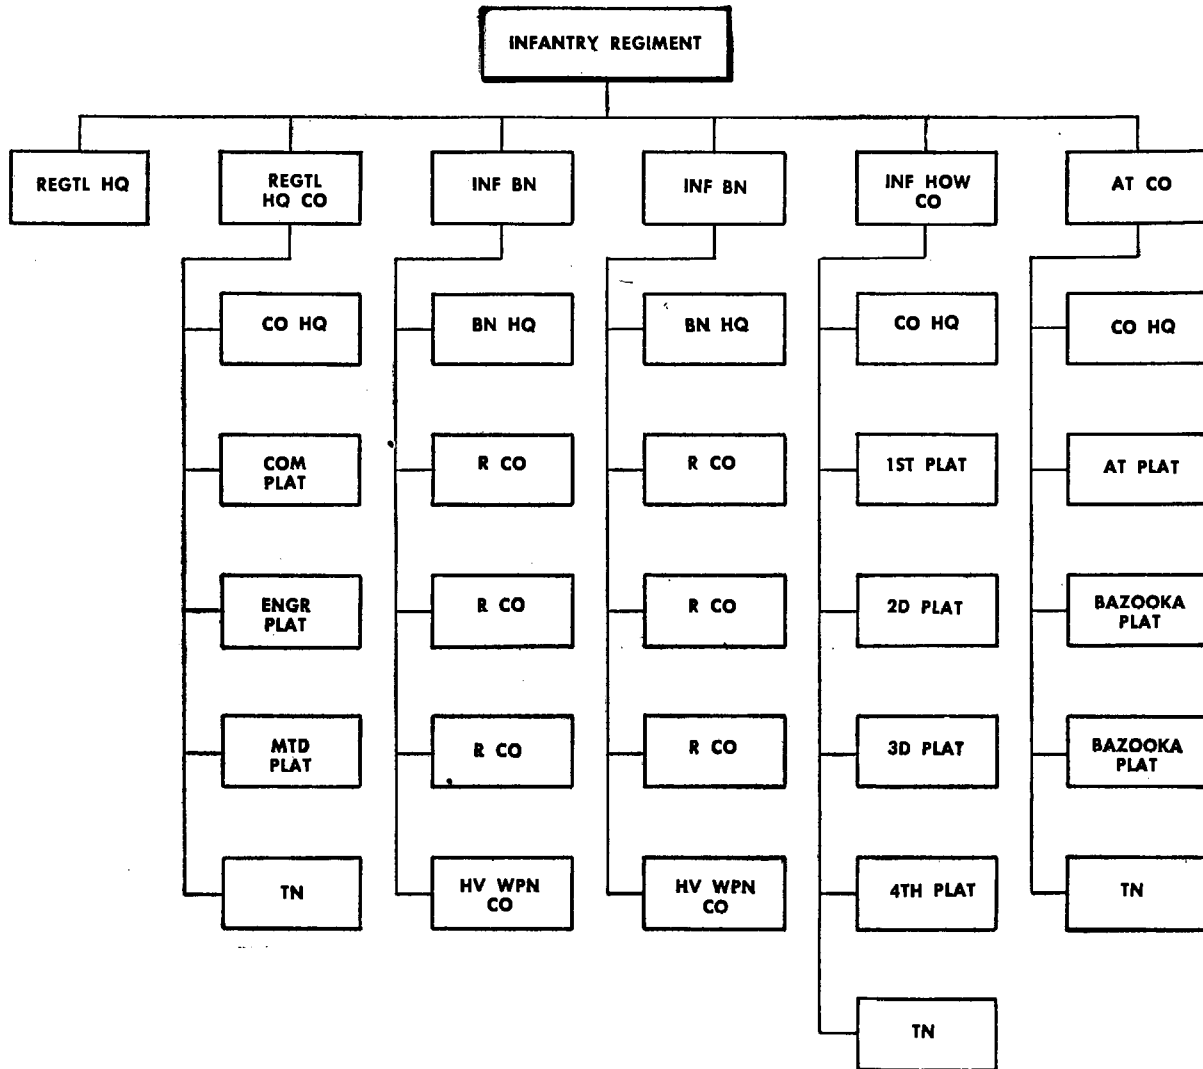 INFANTRY REGIMENT
REGTL HQ
REGTL
HQ CO
INF BN
INF BN
INF HOW
CO
AT CO
CO HQ
COM
PLAT
ENGR
PLAT
MTD
PLAT
TN
BN HQ
R CO
R CO
R CO
HV WPN
CO
BN HQ
R CO
R CO
R CO
HV WPN
CO
CO HQ
1ST PLAT
2D PLAT
3D PLAT
4TH PLAT
TN
CO HQ
AT PLAT
BAZOOKA
PLAT
BAZOOKA
PLAT
TN